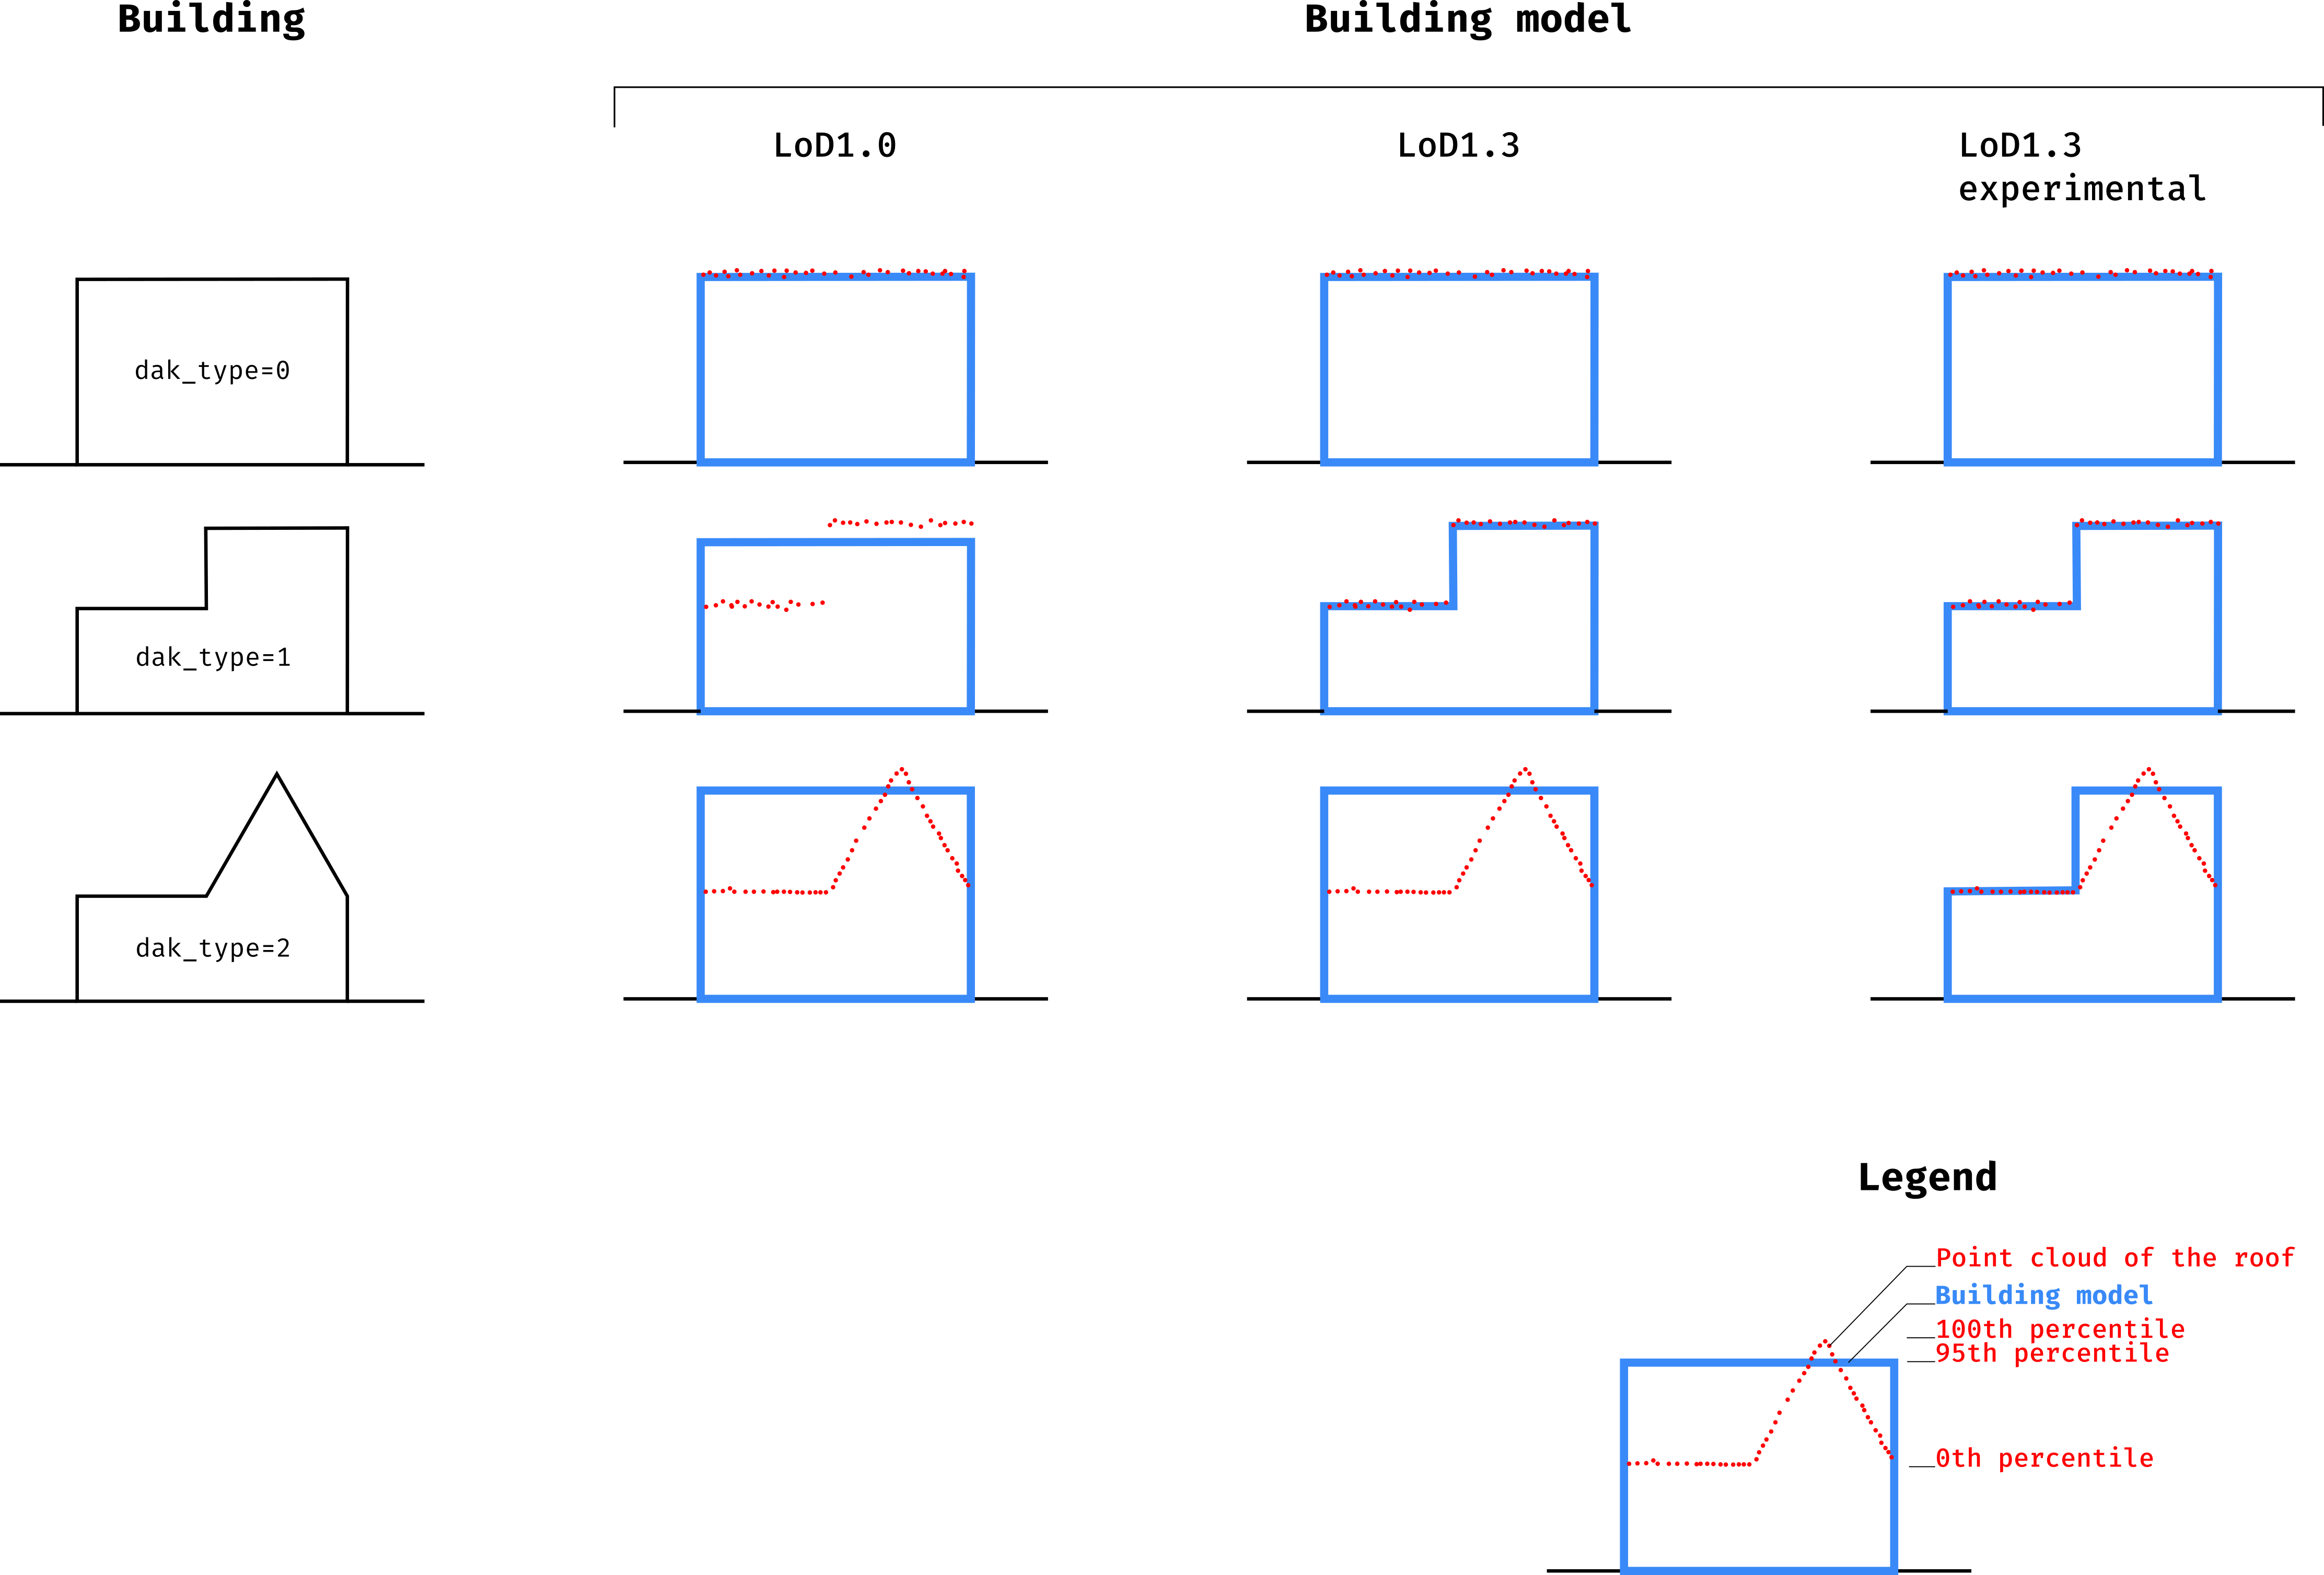 Building
Building model
LoD1.0
LoD1.3
LoD1.3
experimental
dak_type=0
dak_type=1
dak_type=2
Legend
Point cloud of the roof
Building model
100th percentile
95th percentile
0th percentile